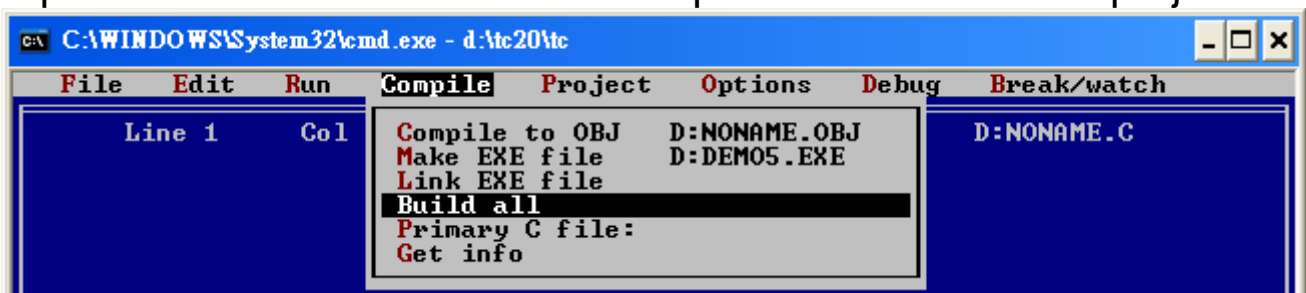 C:\WINDOWS\System32\cmd.exe - d:\tc20\tc
File Edit Run Compile Project Options Debug Break/watch
Line 1 Col D:NONAME.C
Compile to OBJ D:NONAME.OBJ
Make EXE file D:DEMO5.EXE
Link EXE file
Build all
Primary C file:
Get info